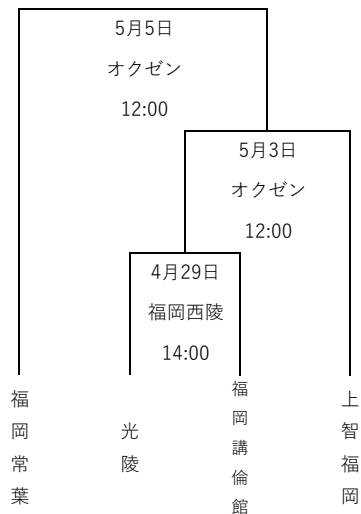 5月5日
オクゼン
12:00
5月3日
オクゼン
12:00
4月29日
福岡西陵
14:00
福岡常葉
光陵
福岡講倫館
上智福岡